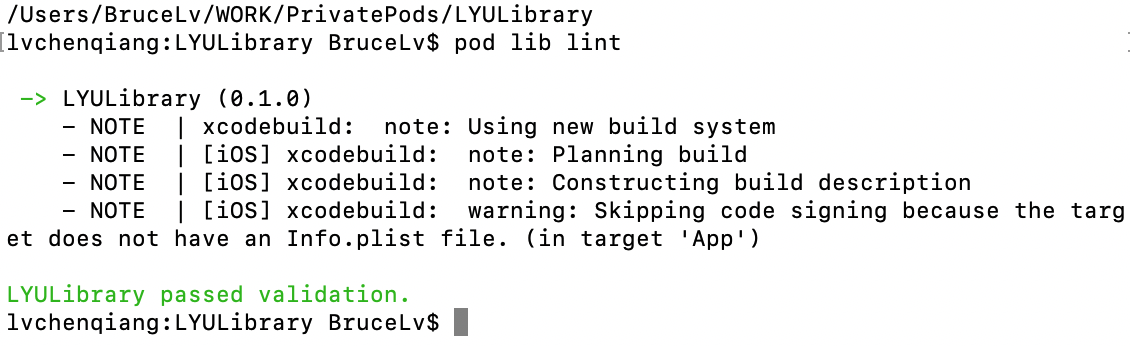 /Users/BruceLv/WORK/PrivatePods/LYULibrary
[lvchenqiang:LYULibrary BruceLv$ pod lib lint ]
-> LYULibrary (0.1.0)
- NOTE | xcodebuild: note: Using new build system
- NOTE | [iOS] xcodebuild: note: Planning build
- NOTE | [iOS] xcodebuild: note: Constructing build description
- NOTE | [iOS] xcodebuild: warning: Skipping code signing because the targ
et does not have an Info.plist file. (in target 'App')
LYULibrary passed validation.
lvchenqiang:LYULibrary BruceLv$